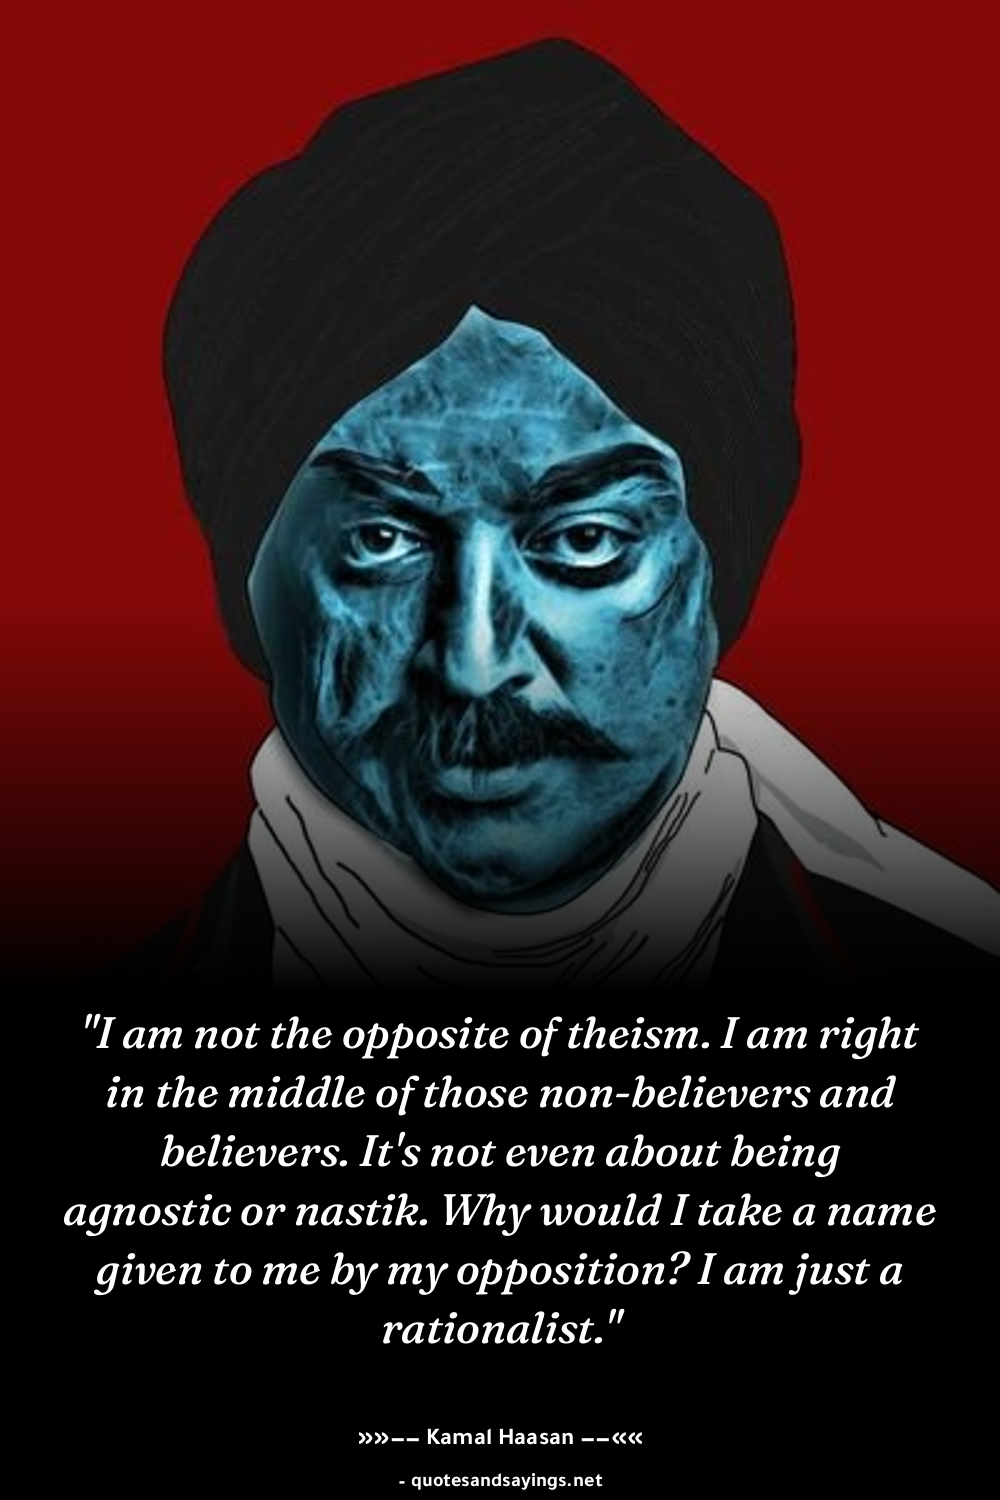 "I am not the opposite of theism. I am right
in the middle of those non-believers and
believers. It's not even about being
agnostic or nastik. Why would I take a name
given to me by my opposition? I am just a
rationalist."
»»−− Kamal Haasan −−««
- quotesandsayings.net